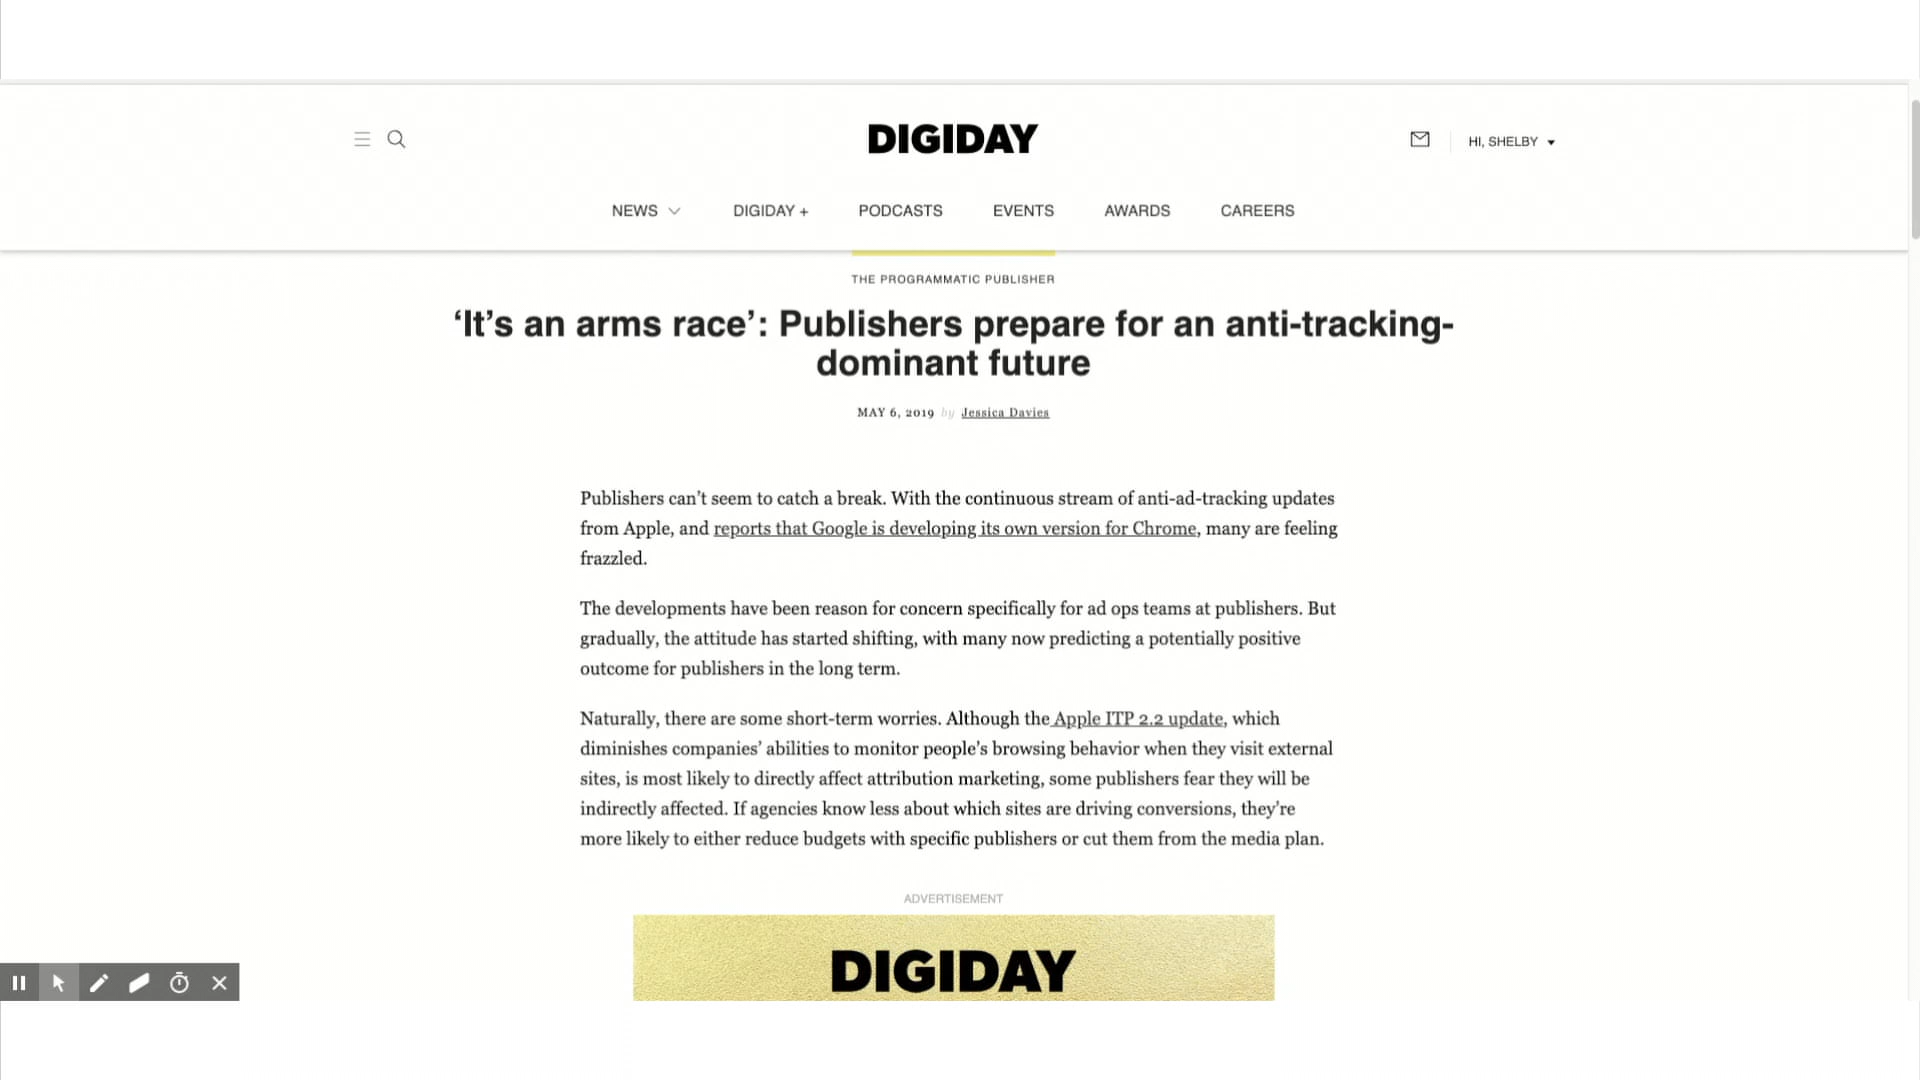 DIGIDAY
HI, SHELBY
NEWS
DIGIDAY +
PODCASTS
EVENTS
AWARDS
CAREERS
THE PROGRAMMATIC PUBLISHER
‘It’s an arms race’: Publishers prepare for an anti-tracking-
dominant future
MAY 6, 2019 by Jessica Davies
Publishers can’t seem to catch a break. With the continuous stream of anti-ad-tracking updates
from Apple, and reports that Google is developing its own version for Chrome, many are feeling
frazzled.
The developments have been reason for concern specifically for ad ops teams at publishers. But
gradually, the attitude has started shifting, with many now predicting a potentially positive
outcome for publishers in the long term.
Naturally, there are some short-term worries. Although the Apple ITP 2.2 update, which
diminishes companies’ abilities to monitor people’s browsing behavior when they visit external
sites, is most likely to directly affect attribution marketing, some publishers fear they will be
indirectly affected. If agencies know less about which sites are driving conversions, they’re
more likely to either reduce budgets with specific publishers or cut them from the media plan.
ADVERTISEMENT
DIGIDAY